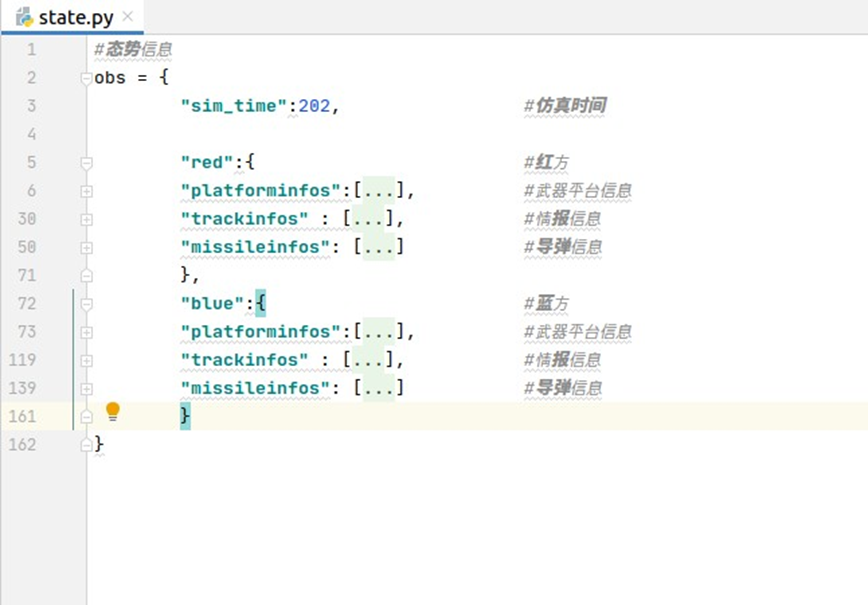 state.py
1 #态势信息
2 obs = {
3 "sim_time":202, #仿真时间
4
5 "red":{ #红方
6 "platforminfos":[...], #武器平台信息
30 "trackinfos" : [...], #情报信息
50 "missileinfos": [...] #导弹信息
71 },
72 "blue":{ #蓝方
73 "platforminfos":[...], #武器平台信息
119 "trackinfos" : [...], #情报信息
139 "missileinfos": [...] #导弹信息
161 }
162 }